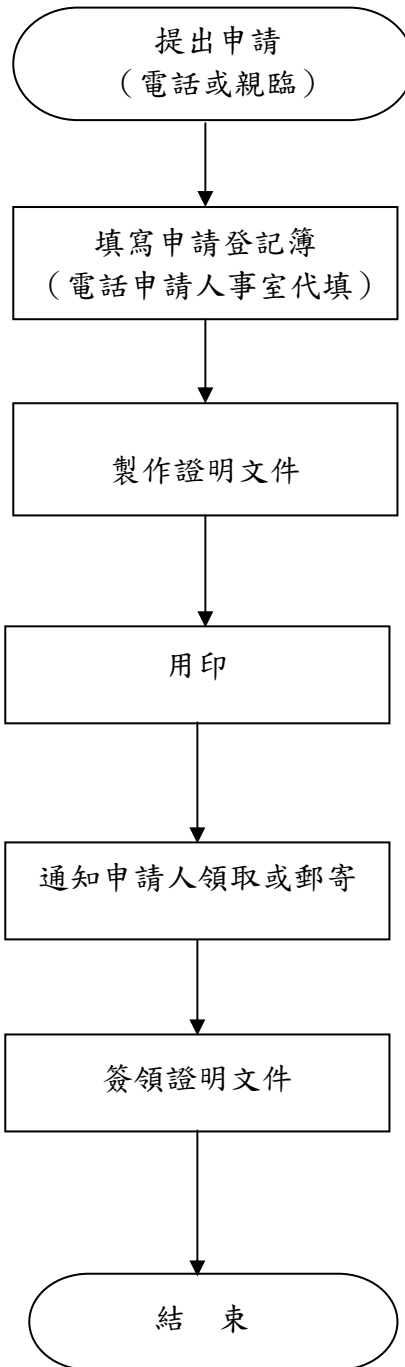 提出申請
（電話或親臨）
填寫申請登記簿
（電話申請人事室代填）
製作證明文件
用印
通知申請人領取或郵寄
簽領證明文件
結 束